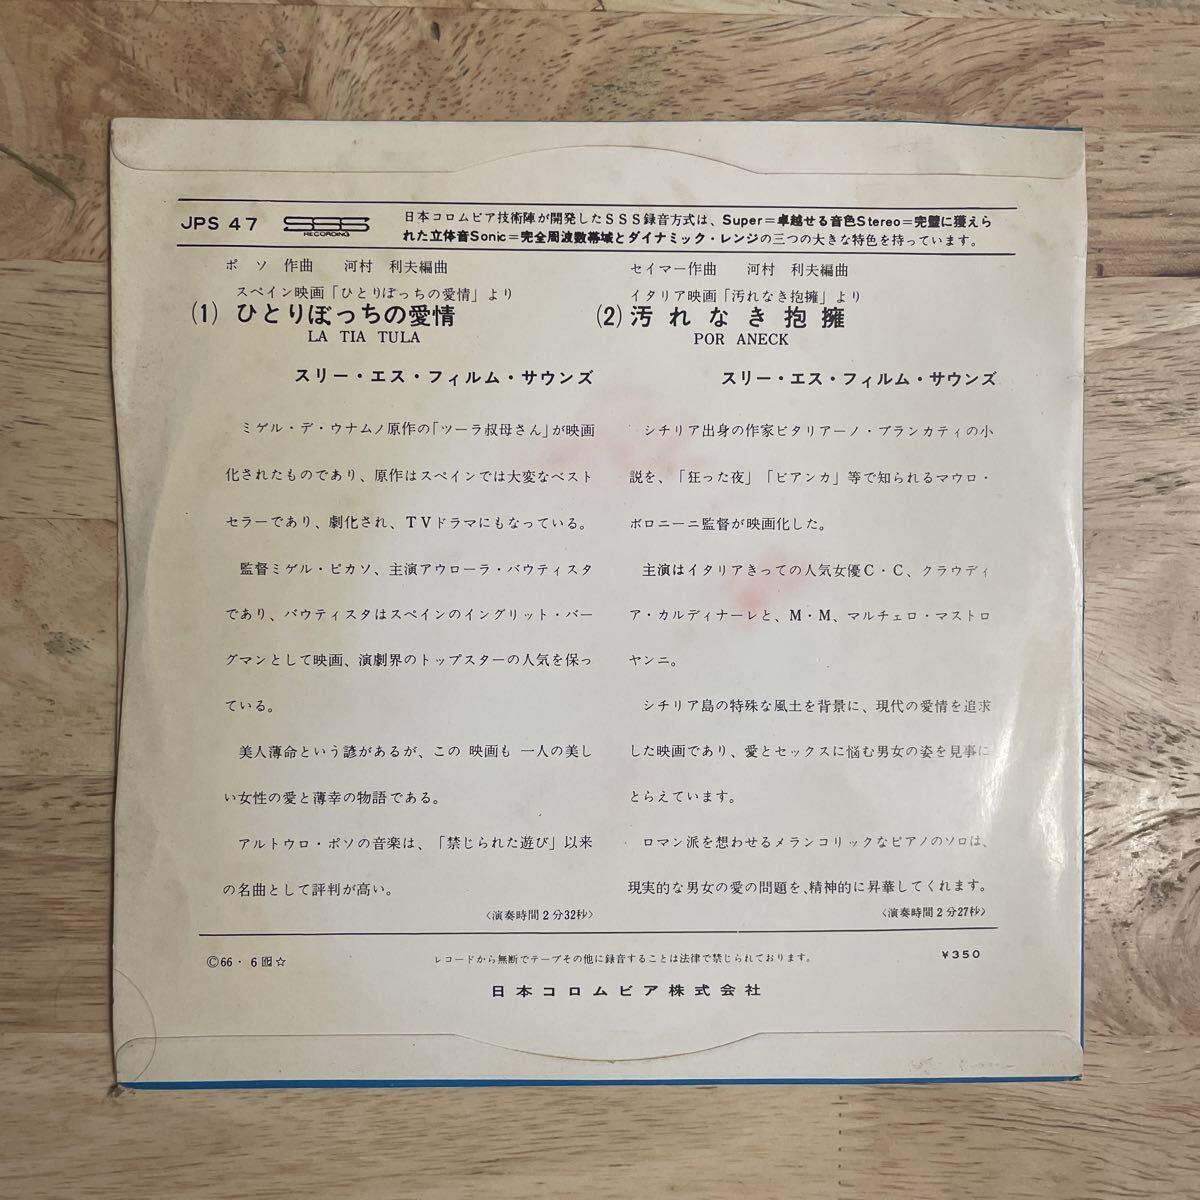 JPS 47
SSS
RECORDING
日本コロムビア技術陣が開発したSSS録音方式は、Super=卓越せる音色Stereo=完璧に獲えら
れた立体音Sonic=完全周波数帯域とダイナミック・レンジの三つの大きな特色を持っています。
ポソ 作曲 河村 利夫編曲
スペイン映画「ひとりぼっちの愛情」より
(1) ひとりぼっちの愛情
LA TIA TULA
スリー・エス・フィルム・サウンズ
ミゲル・デ・ウナムノ原作の「ツーラ叔母さん」が映画
化されたものであり、原作はスペインでは大変なベスト
セラーであり、劇化され、TVドラマにもなっている。
監督ミゲル・ピカソ、主演アウローラ・バウティスタ
であり、バウティスタはスペインのイングリット・バー
グマンとして映画、演劇界のトップスターの人気を保っ
ている。
美人薄命という諺があるが、この 映画も 一人の美し
い女性の愛と薄幸の物語である。
アルトウロ・ポソの音楽は、「禁じられた遊び」以来
の名曲として評判が高い。
〈演奏時間2分32秒〉
セイマー作曲 河村 利夫編曲
イタリア映画「汚れなき抱擁」より
(2) 汚れなき抱擁
POR ANECK
スリー・エス・フィルム・サウンズ
シチリア出身の作家ビタリアーノ・ブランカティの小
説を、「狂った夜」「ビアンカ」等で知られるマウロ・
ボロニーニ監督が映画化した。
主演はイタリアきっての人気女優C・C、クラウディ
ア・カルディナーレと、M・M、マルチェロ・マストロ
ヤンニ。
シチリア島の特殊な風土を背景に、現代の愛情を追求
した映画であり、愛とセックスに悩む男女の姿を見事に
とらえています。
ロマン派を想わせるメランコリックなピアノのソロは、
現実的な男女の愛の問題を、精神的に昇華してくれます。
〈演奏時間2分27秒〉
©66・6 ☆
レコードから無断でテープその他に録音することは法律で禁じられております。
¥350
日本コロムビア株式会社